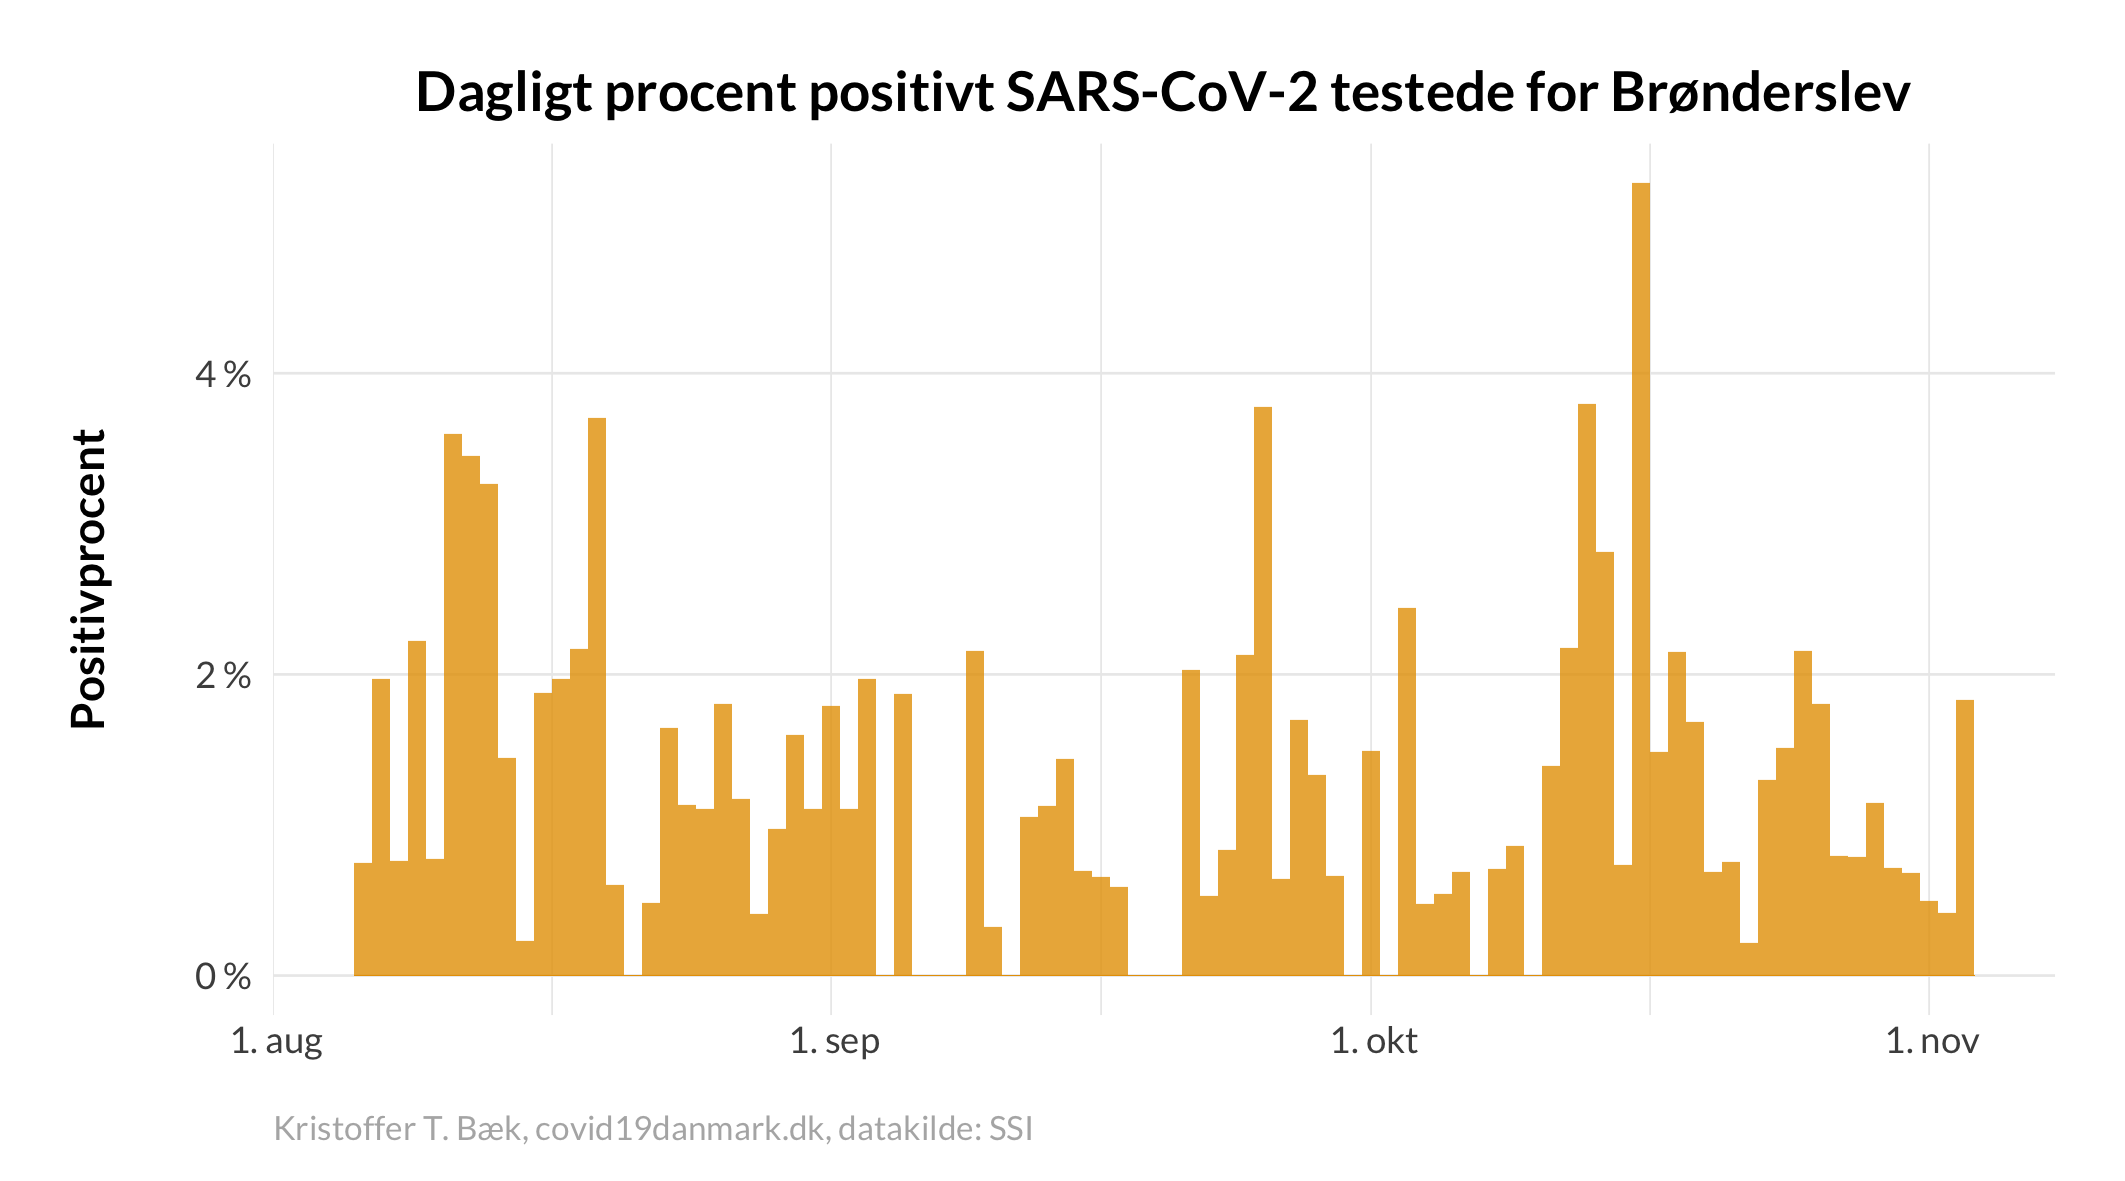 Dagligt procent positivt SARS-CoV-2 testede for Brønderslev
Positivprocent
4 %
2 %
0 %
1. aug
1. sep
1. okt
1. nov
Kristoffer T. Bæk, covid19danmark.dk, datakilde: SSI